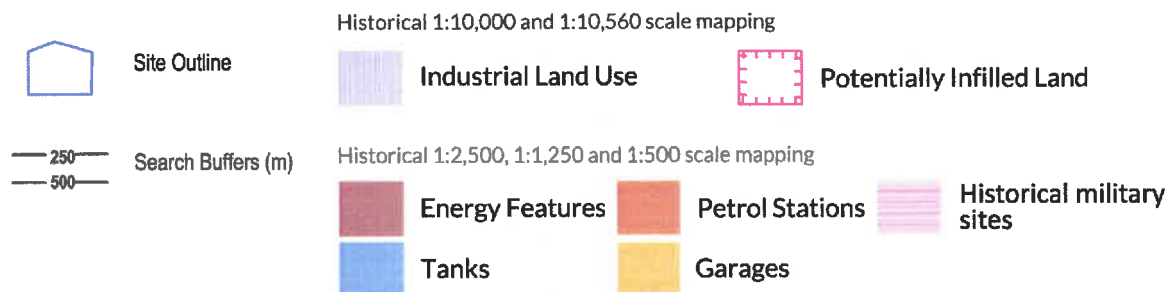 Historical 1:10,000 and 1:10,560 scale mapping
Site Outline
Industrial Land Use
Potentially Infilled Land
250
500
Search Buffers (m)
Historical 1:2,500, 1:1,250 and 1:500 scale mapping
Energy Features
Petrol Stations
Historical military
sites
Tanks
Garages